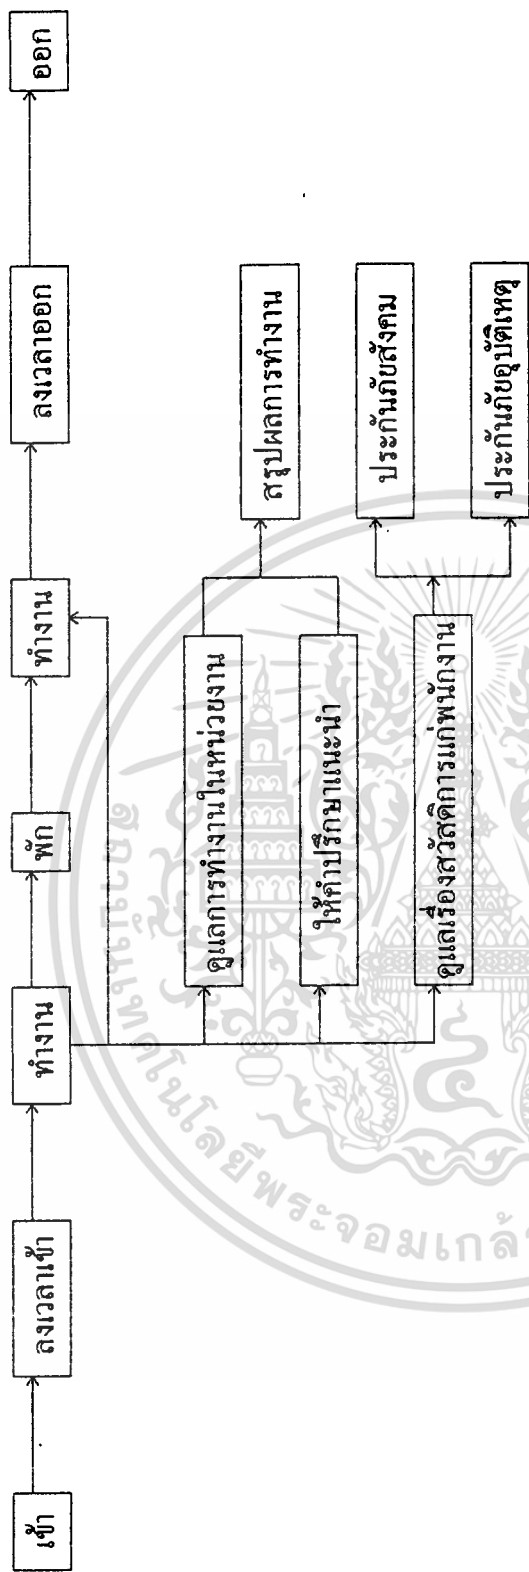 เข้า
ลงเวลาเข้า
ทำงาน
พัก
ทำงาน
ลงเวลาออก
ออก
ดูแลการทำงานในหน่วยงาน
สรุปผลการทำงาน
ให้คำปรึกษาแนะนำ
ดูแลเรื่องสวัสดิการแก่พนักงาน
ประกันภัยสังคม
ประกันภัยอุบัติเหตุ